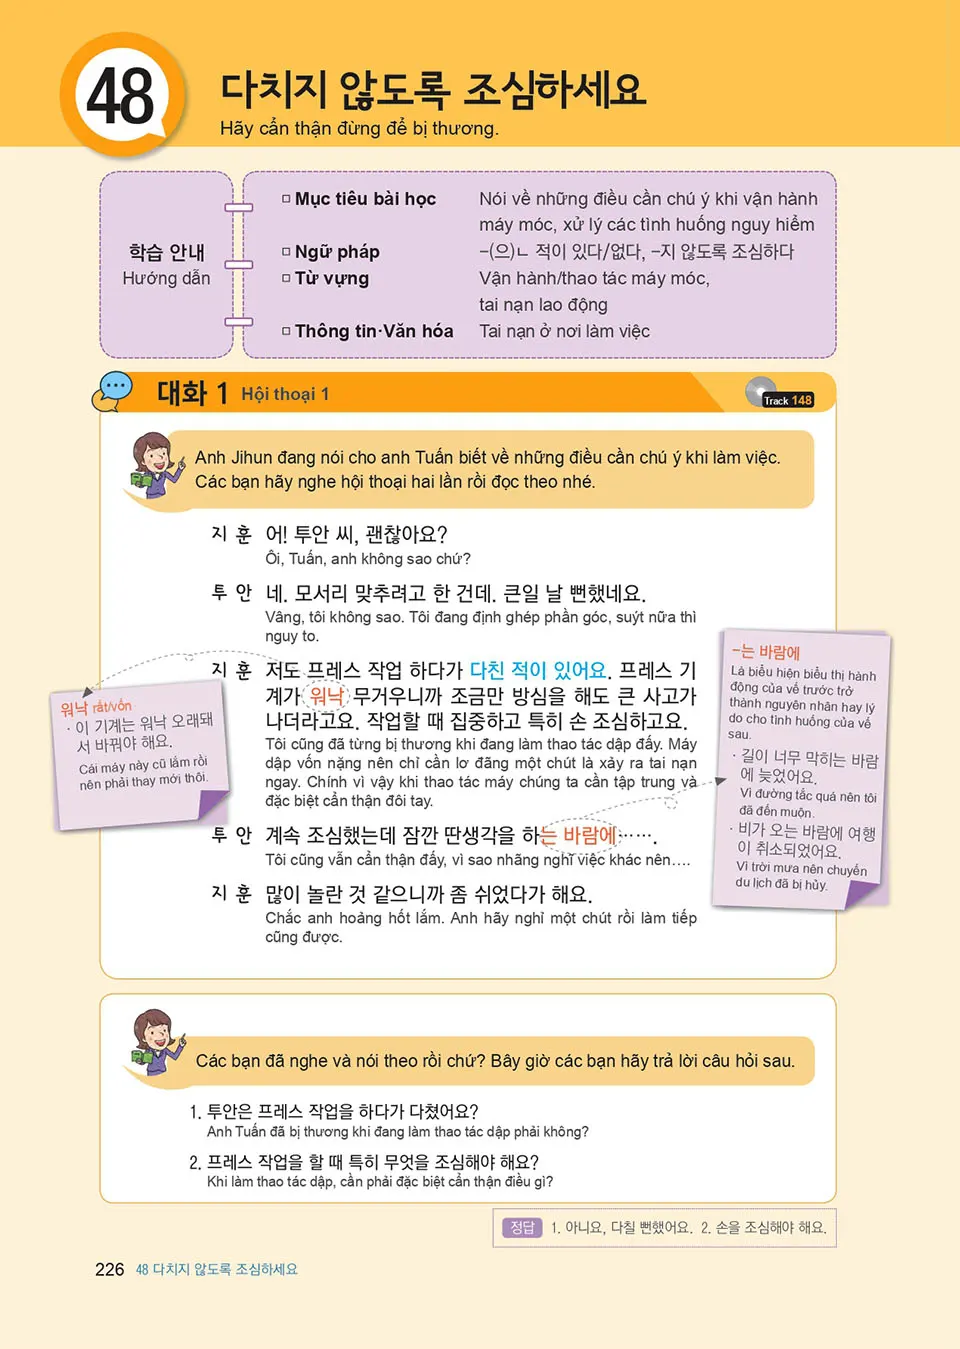 48
다치지 않도록 조심하세요
Hãy cẩn thận đừng để bị thương.
학습 안내
Hướng dẫn
□ Mục tiêu bài học
Nói về những điều cần chú ý khi vận hành
máy móc, xử lý các tình huống nguy hiểm
□ Ngữ pháp
-(으)ㄴ 적이 있다/없다, -지 않도록 조심하다
□ Từ vựng
Vận hành/thao tác máy móc,
tai nạn lao động
□ Thông tin·Văn hóa
Tai nạn ở nơi làm việc
대화 1 Hội thoại 1
Track 148
Anh Jihun đang nói cho anh Tuấn biết về những điều cần chú ý khi làm việc.
Các bạn hãy nghe hội thoại hai lần rồi đọc theo nhé.
지 훈 어! 투안 씨, 괜찮아요?
Ôi, Tuấn, anh không sao chứ?
투 안 네. 모서리 맞추려고 한 건데. 큰일 날 뻔했네요.
Vâng, tôi không sao. Tôi đang định ghép phần góc, suýt nữa thì
nguy to.
지 훈 저도 프레스 작업 하다가 다친 적이 있어요. 프레스 기
계가 워낙 무거우니까 조금만 방심을 해도 큰 사고가
나더라고요. 작업할 때 집중하고 특히 손 조심하고요.
Tôi cũng đã từng bị thương khi đang làm thao tác dập đấy. Máy
dập vốn nặng nên chỉ cần lơ đãng một chút là xảy ra tai nạn
ngay. Chính vì vậy khi thao tác máy chúng ta cần tập trung và
đặc biệt cẩn thận đôi tay.
투 안 계속 조심했는데 잠깐 딴생각을 하는 바람에…….
Tôi cũng vẫn cẩn thận đấy, vì sao nhãng nghĩ việc khác nên….
지 훈 많이 놀란 것 같으니까 좀 쉬었다가 해요.
Chắc anh hoảng hốt lắm. Anh hãy nghỉ một chút rồi làm tiếp
cũng được.
워낙 rất/vốn
· 이 기계는 워낙 오래돼
서 바꿔야 해요.
Cái máy này cũ lắm rồi
nên phải thay mới thôi.
-는 바람에
Là biểu hiện biểu thị hành
động của vế trước trở
thành nguyên nhân hay lý
do cho tình huống của vế
sau.
· 길이 너무 막히는 바람
에 늦었어요.
Vì đường tắc quá nên tôi
đã đến muộn.
· 비가 오는 바람에 여행
이 취소되었어요.
Vì trời mưa nên chuyến
du lịch đã bị hủy.
Các bạn đã nghe và nói theo rồi chứ? Bây giờ các bạn hãy trả lời câu hỏi sau.
1. 투안은 프레스 작업을 하다가 다쳤어요?
Anh Tuấn đã bị thương khi đang làm thao tác dập phải không?
2. 프레스 작업을 할 때 특히 무엇을 조심해야 해요?
Khi làm thao tác dập, cần phải đặc biệt cẩn thận điều gì?
정답 1. 아니요, 다칠 뻔했어요. 2. 손을 조심해야 해요.
226 48 다치지 않도록 조심하세요